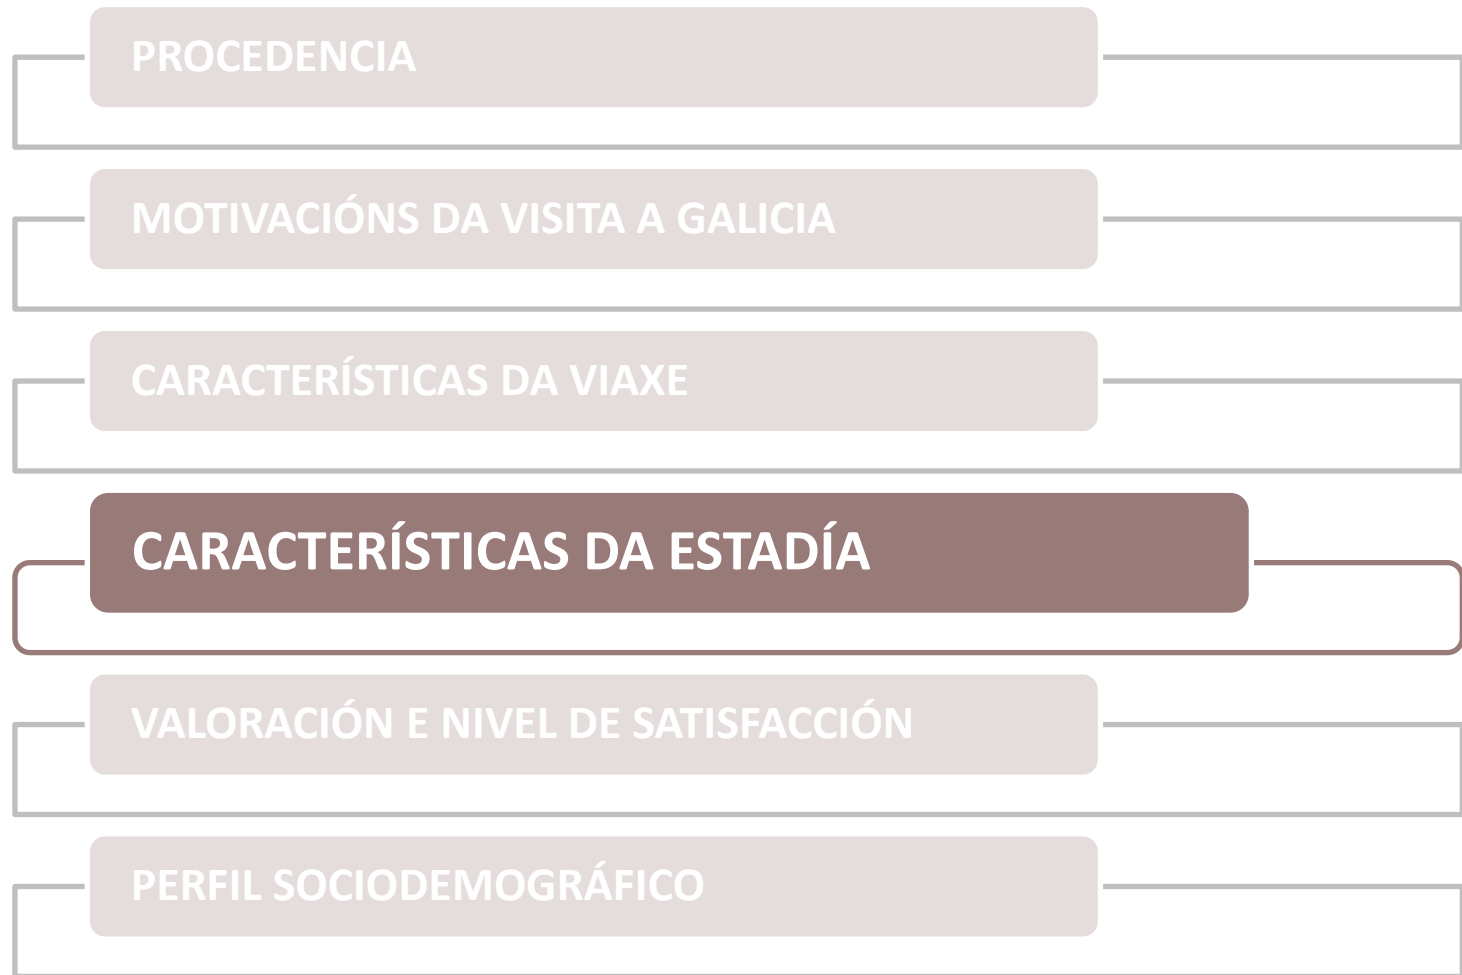 PROCEDENCIA
MOTIVACIÓNS DA VISITA A GALICIA
CARACTERÍSTICAS DA VIAXE
CARACTERÍSTICAS DA ESTADÍA
VALORACIÓN E NIVEL DE SATISFACCIÓN
PERFIL SOCIODEMOGRÁFICO